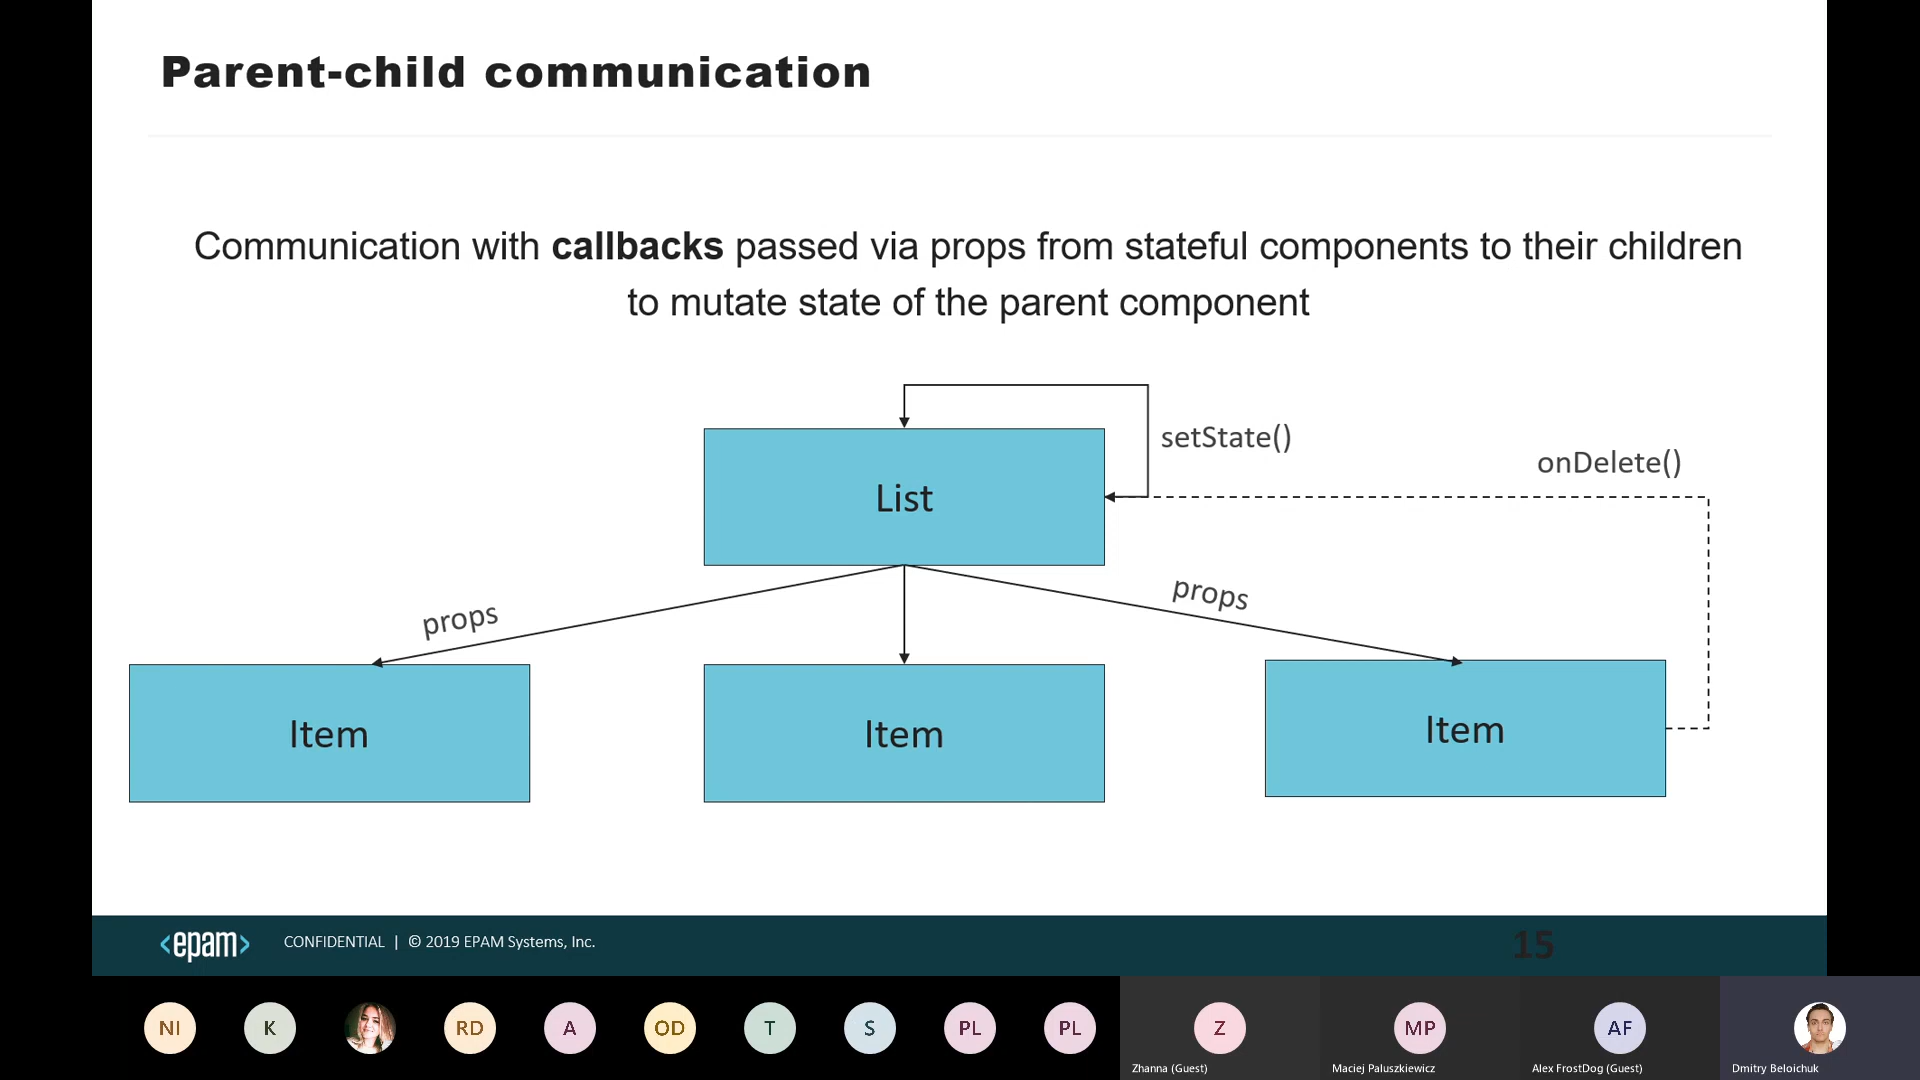 Parent-child communication
Communication with callbacks passed via props from stateful components to their children
to mutate state of the parent component
setState()
onDelete()
List
props
props
Item
Item
Item
<epam>
CONFIDENTIAL | © 2019 EPAM Systems, Inc.
15
NI
K
RD
A
OD
T
S
PL
PL
Z
MP
AF
Zhanna (Guest)
Maciej Paluszkiewicz
Alex FrostDog (Guest)
Dmitry Beloichuk